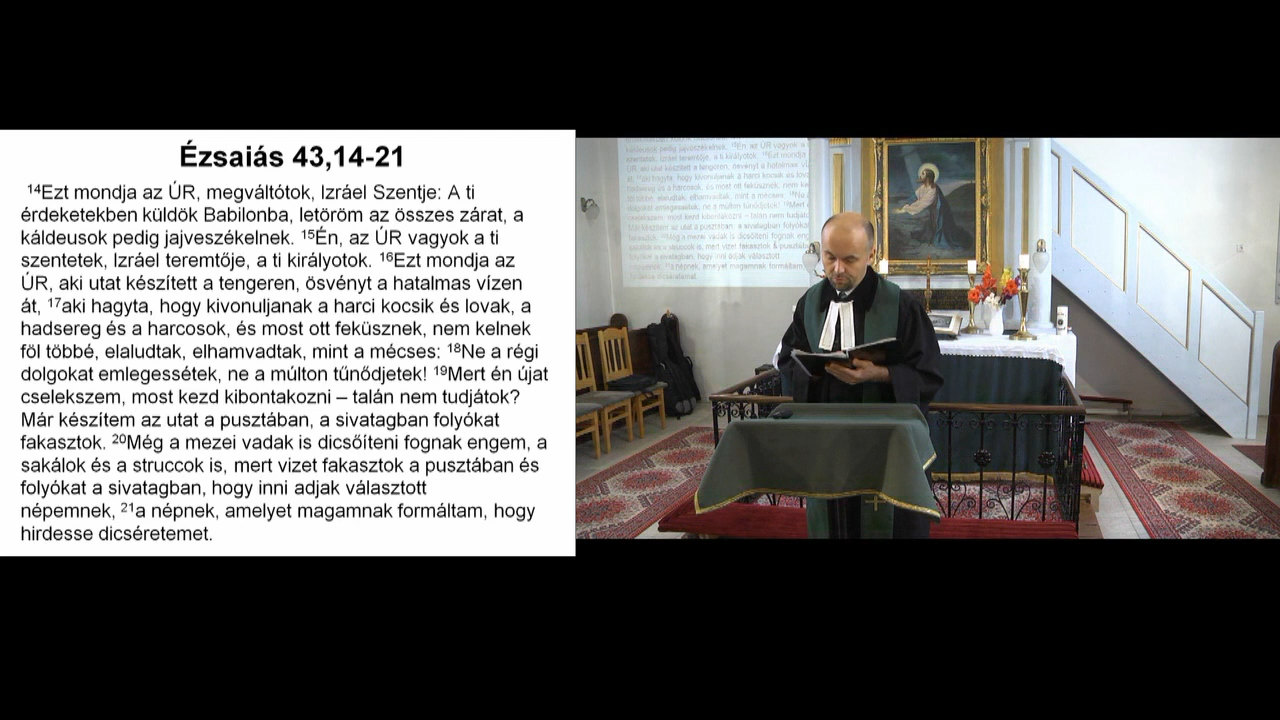 Ézsaiás 43,14-21
14Ezt mondja az ÚR, megváltótok, Izráel Szentje: A ti
érdeketekben küldök Babilonba, letöröm az összes zárat, a
káldeusok pedig jajveszékelnek. 15Én, az ÚR vagyok a ti
szentetek, Izráel teremtője, a ti királyotok. 16Ezt mondja az
ÚR, aki utat készített a tengeren, ösvényt a hatalmas vízen
át, 17aki hagyta, hogy kivonuljanak a harci kocsik és lovak, a
hadsereg és a harcosok, és most ott feküsznek, nem kelnek
föl többé, elaludtak, elhamvadtak, mint a mécses: 18Ne a régi
dolgokat emlegessétek, ne a múlton tűnődjetek! 19Mert én újat
cselekszem, most kezd kibontakozni – talán nem tudjátok?
Már készítem az utat a pusztában, a sivatagban folyókat
fakasztok. 20Még a mezei vadak is dicsőíteni fognak engem, a
sakálok és a struccok is, mert vizet fakasztok a pusztában és
folyókat a sivatagban, hogy inni adjak választott
népemnek, 21a népnek, amelyet magamnak formáltam, hogy
hirdesse dicséretemet.